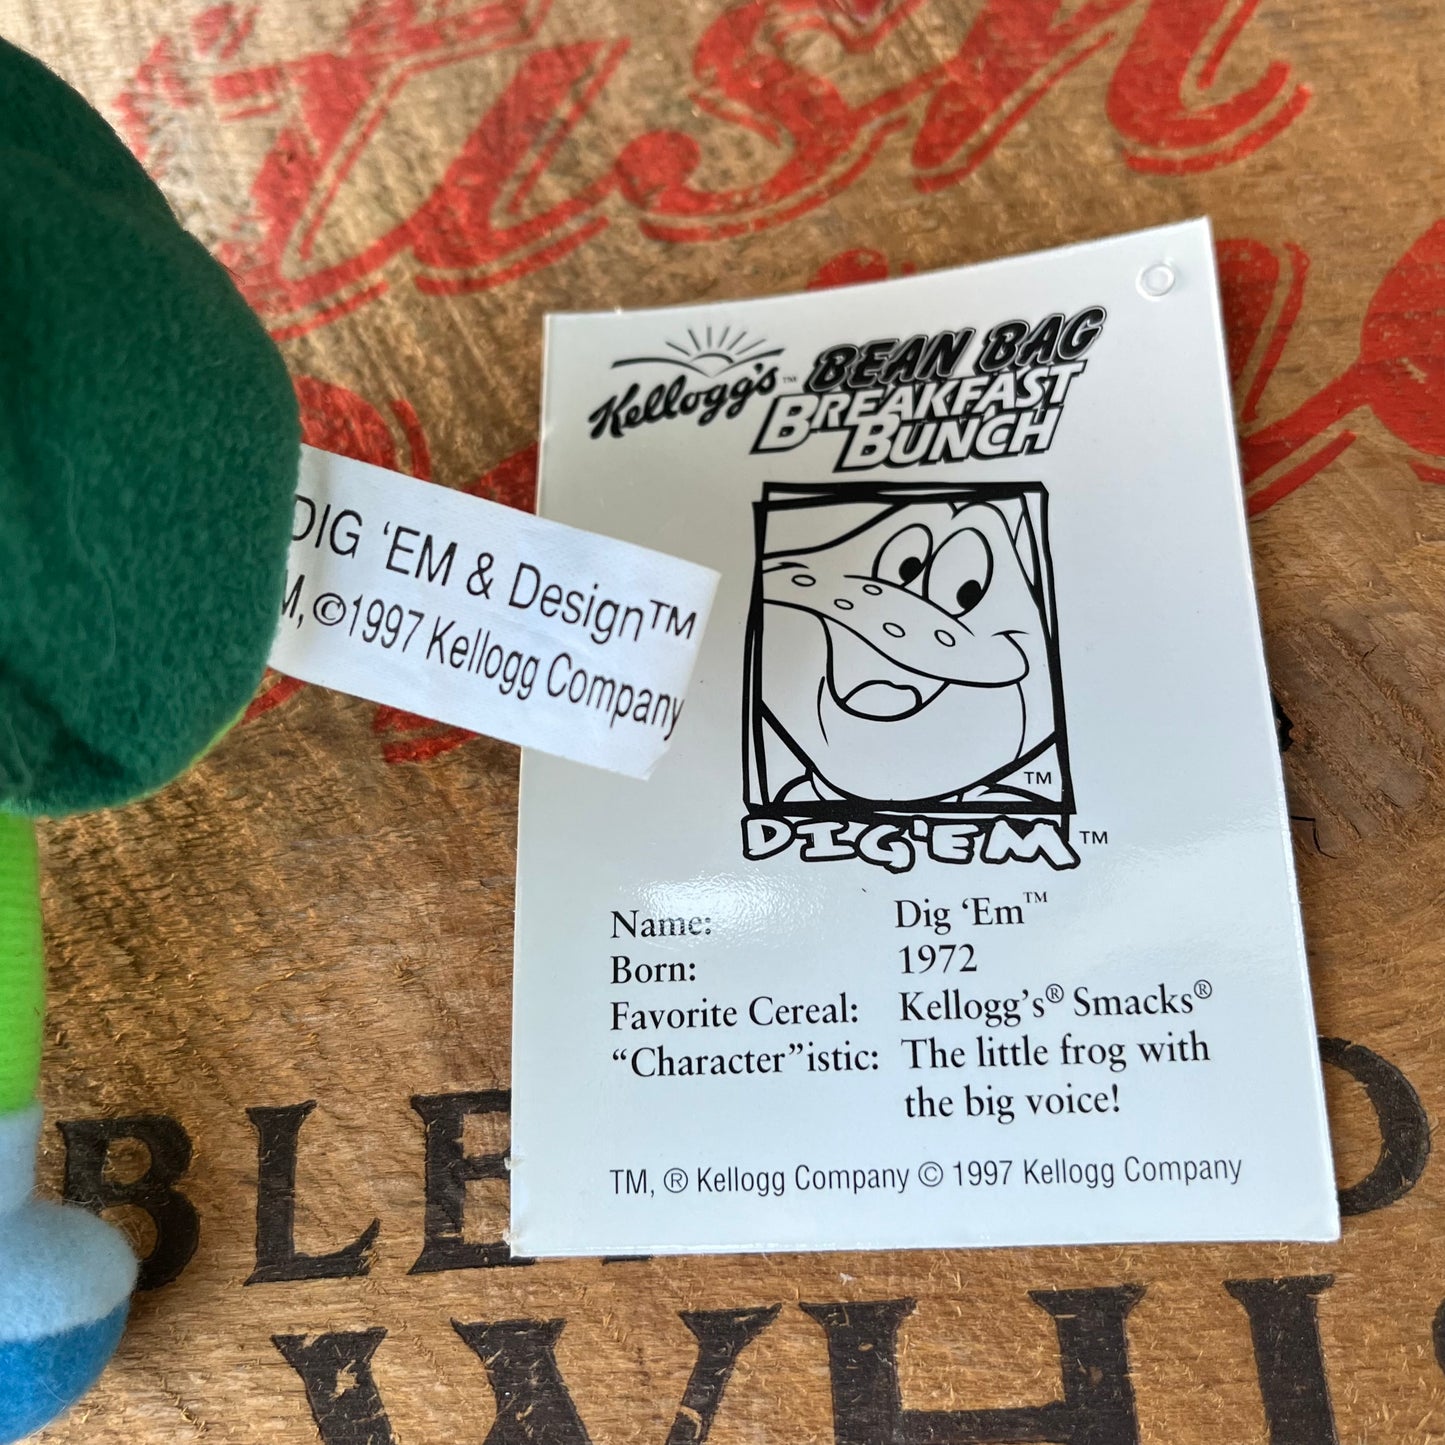 Kellogg's™ BEAN BAG
BREAKFAST
BUNCH
DIG 'EM & Design™
M, ©1997 Kellogg Company
TM
DIG'EM™
Name: Dig 'Em™
Born: 1972
Favorite Cereal: Kellogg's® Smacks®
"Character"istic: The little frog with
the big voice!
TM, ® Kellogg Company © 1997 Kellogg Company
BLE
WHIS